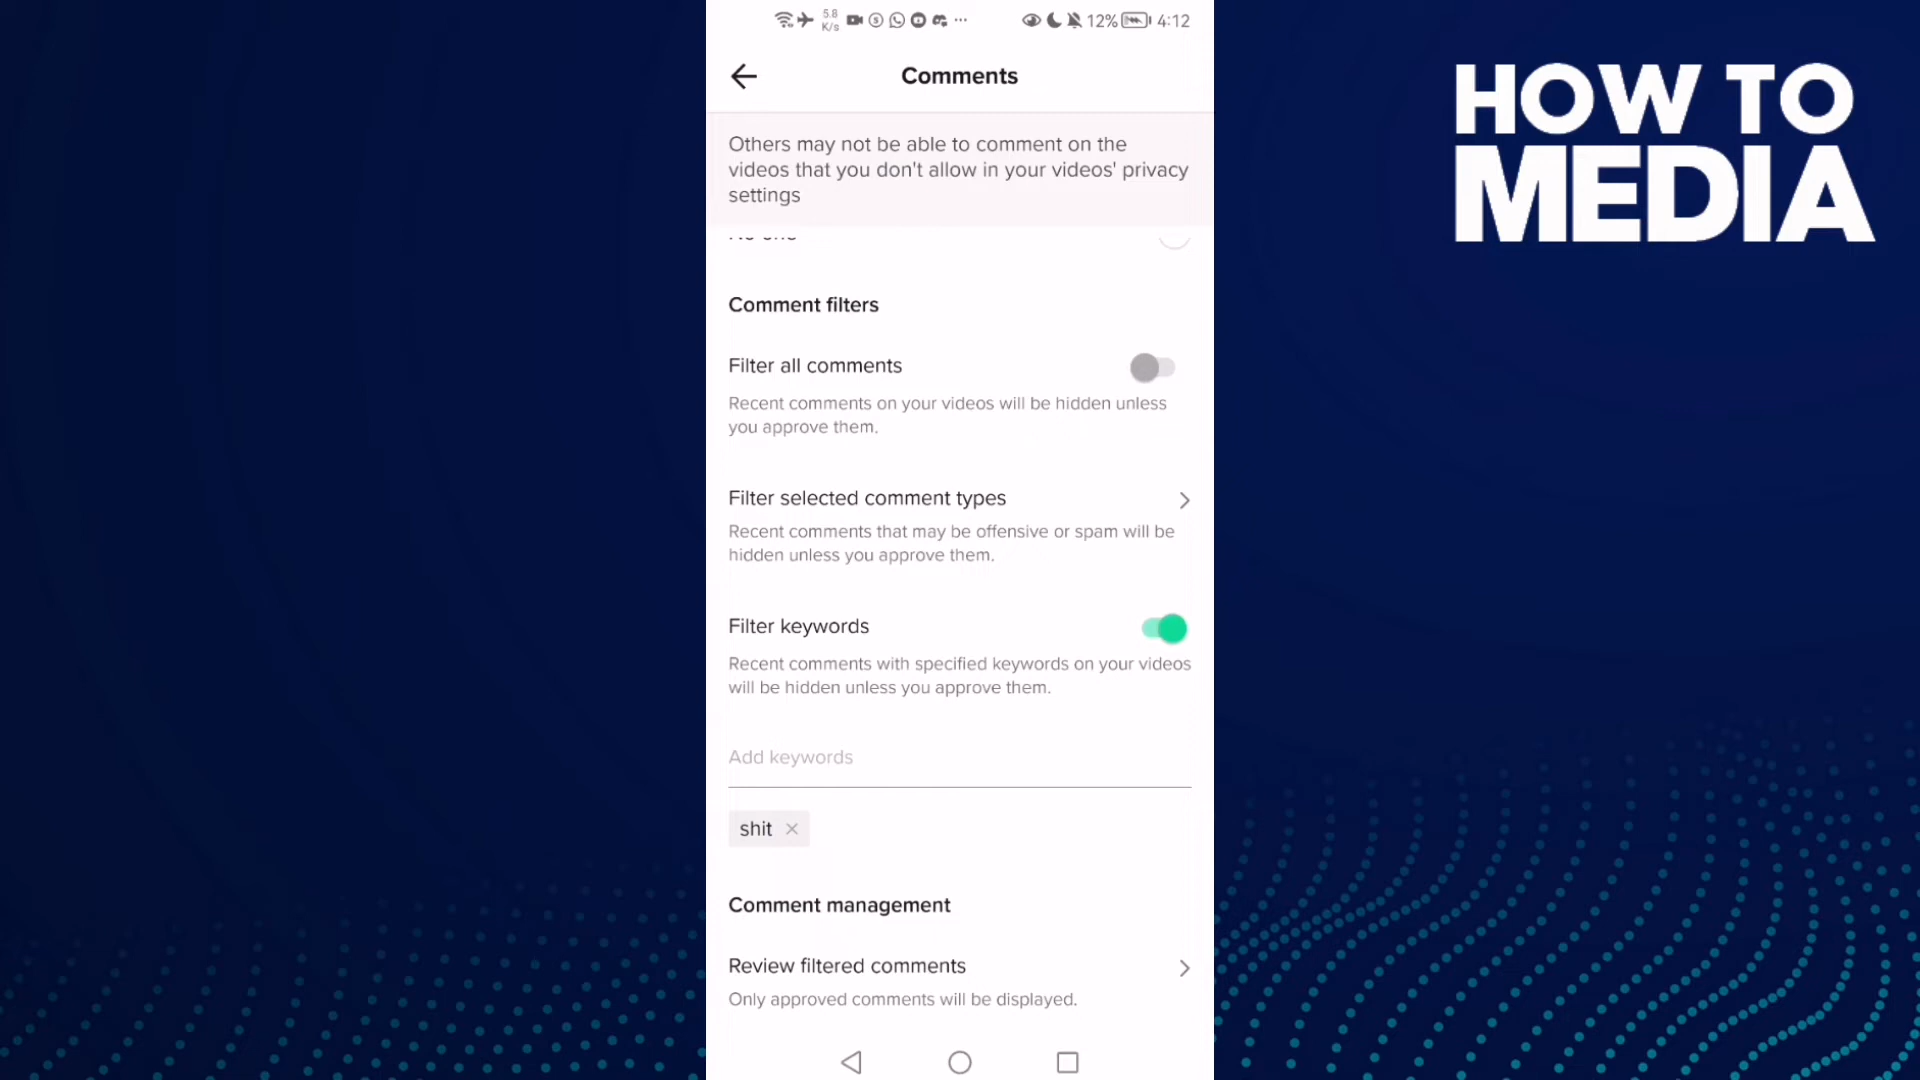 5.8
K/s
12%
4:12
HOW TO
MEDIA
Comments
Others may not be able to comment on the
videos that you don't allow in your videos' privacy
settings
Comment filters
Filter all comments
Recent comments on your videos will be hidden unless
you approve them.
Filter selected comment types
Recent comments that may be offensive or spam will be
hidden unless you approve them.
Filter keywords
Recent comments with specified keywords on your videos
will be hidden unless you approve them.
Add keywords
shit ×
Comment management
Review filtered comments
Only approved comments will be displayed.